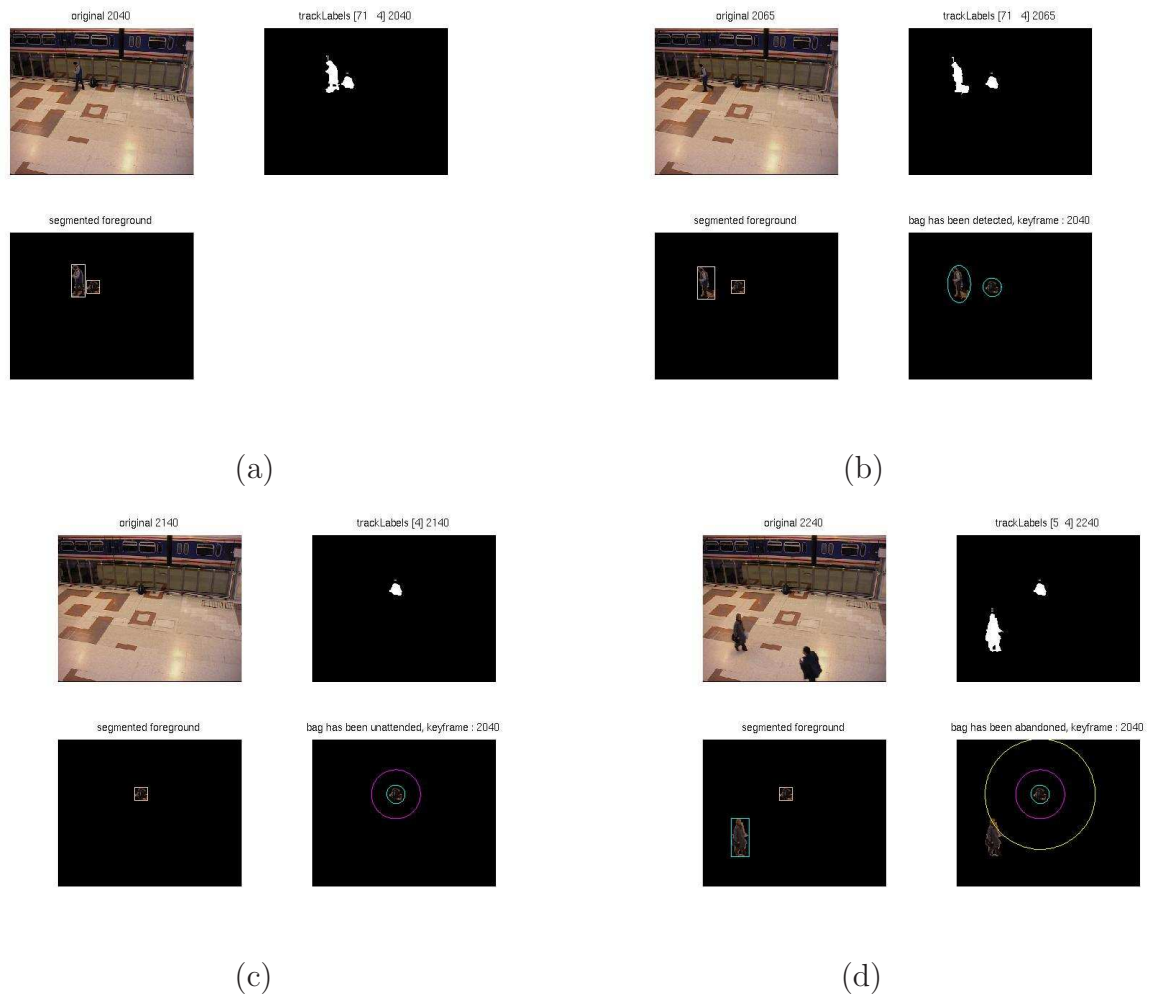 original 2040
trackLabels [71 4] 2040
original 2065
trackLabels [71 4] 2065
segmented foreground
segmented foreground
bag has been detected, keyframe : 2040
(a)
(b)
original 2140
trackLabels [4] 2140
original 2240
trackLabels [5 4] 2240
segmented foreground
bag has been unattended, keyframe : 2040
segmented foreground
bag has been abandoned, keyframe : 2040
(c)
(d)